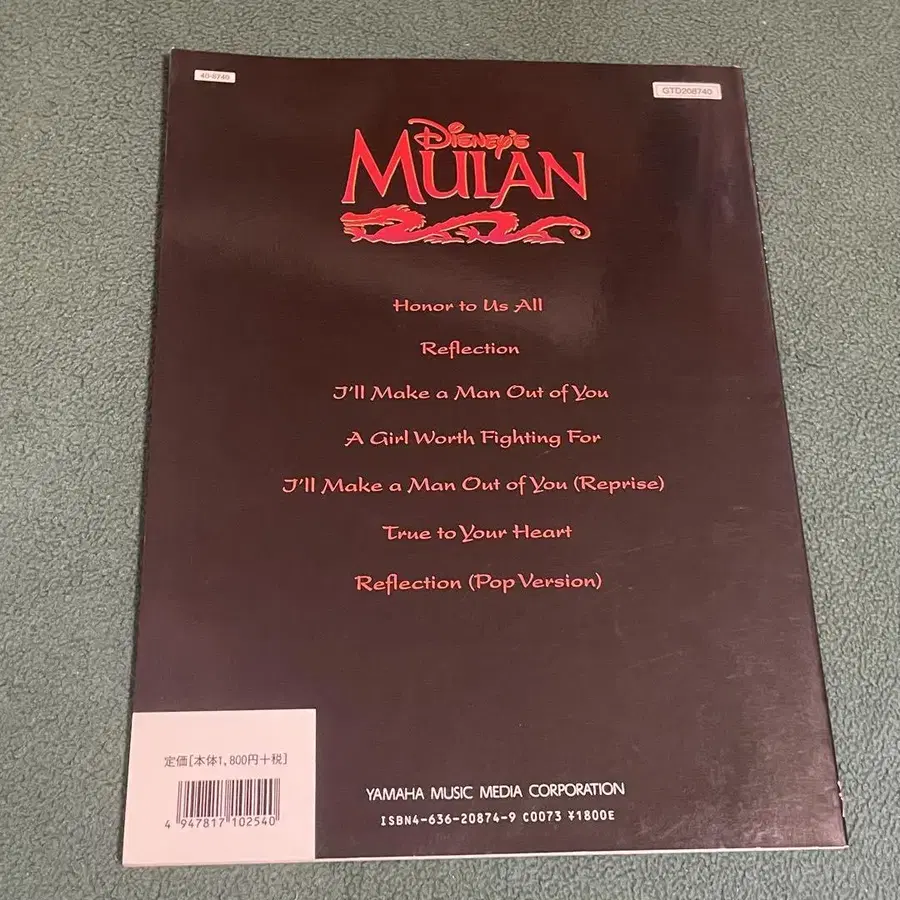 40-8740
GTD208740
Disney's
MULAN
Honor to Us All
Reflection
I'll Make a Man Out of You
A Girl Worth Fighting For
I'll Make a Man Out of You (Reprise)
True to Your Heart
Reflection (Pop Version)
定価[本体1,800円+税]
4 947817 102540
YAMAHA MUSIC MEDIA CORPORATION
ISBN4-636-20874-9 C0073 ¥1800E